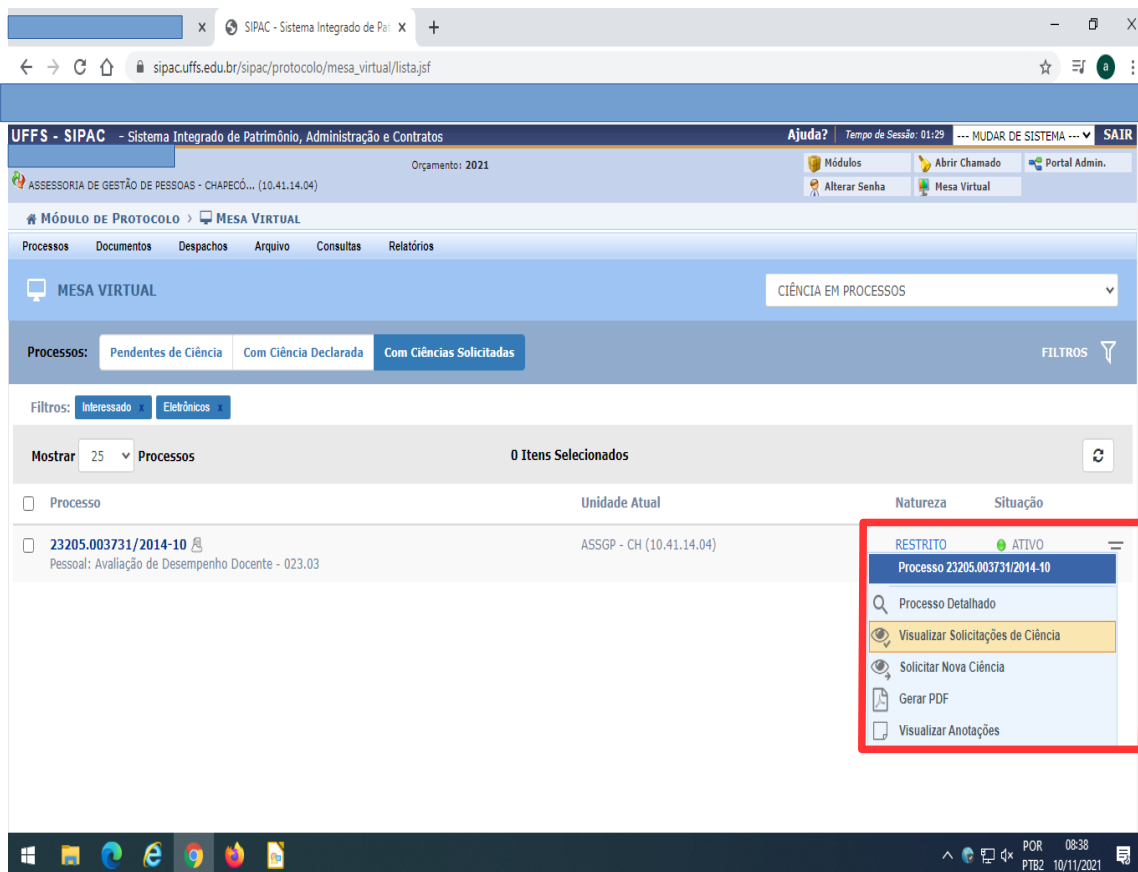 x SIPAC - Sistema Integrado de Pat x +
sipac.uffs.edu.br/sipac/protocolo/mesa_virtual/lista.jsf a
UFFS - SIPAC - Sistema Integrado de Patrimônio, Administração e Contratos Ajuda? Tempo de Sessão: 01:29 --- MUDAR DE SISTEMA --- SAIR
Orçamento: 2021 Módulos Abrir Chamado Portal Admin.
ASSESSORIA DE GESTÃO DE PESSOAS - CHAPECÓ... (10.41.14.04) Alterar Senha Mesa Virtual
MÓDULO DE PROTOCOLO > MESA VIRTUAL
Processos Documentos Despachos Arquivo Consultas Relatórios
MESA VIRTUAL CIÊNCIA EM PROCESSOS
Processos: Pendentes de Ciência Com Ciência Declarada Com Ciências Solicitadas FILTROS
Filtros: Interessado x Eletrônicos x
Mostrar 25 Processos 0 Itens Selecionados
Processo Unidade Atual Natureza Situação
23205.003731/2014-10 ASSGP - CH (10.41.14.04) RESTRITO ATIVO
Pessoal: Avaliação de Desempenho Docente - 023.03
Processo 23205.003731/2014-10
Processo Detalhado
Visualizar Solicitações de Ciência
Solicitar Nova Ciência
Gerar PDF
Visualizar Anotações
POR 08:38
PTB2 10/11/2021